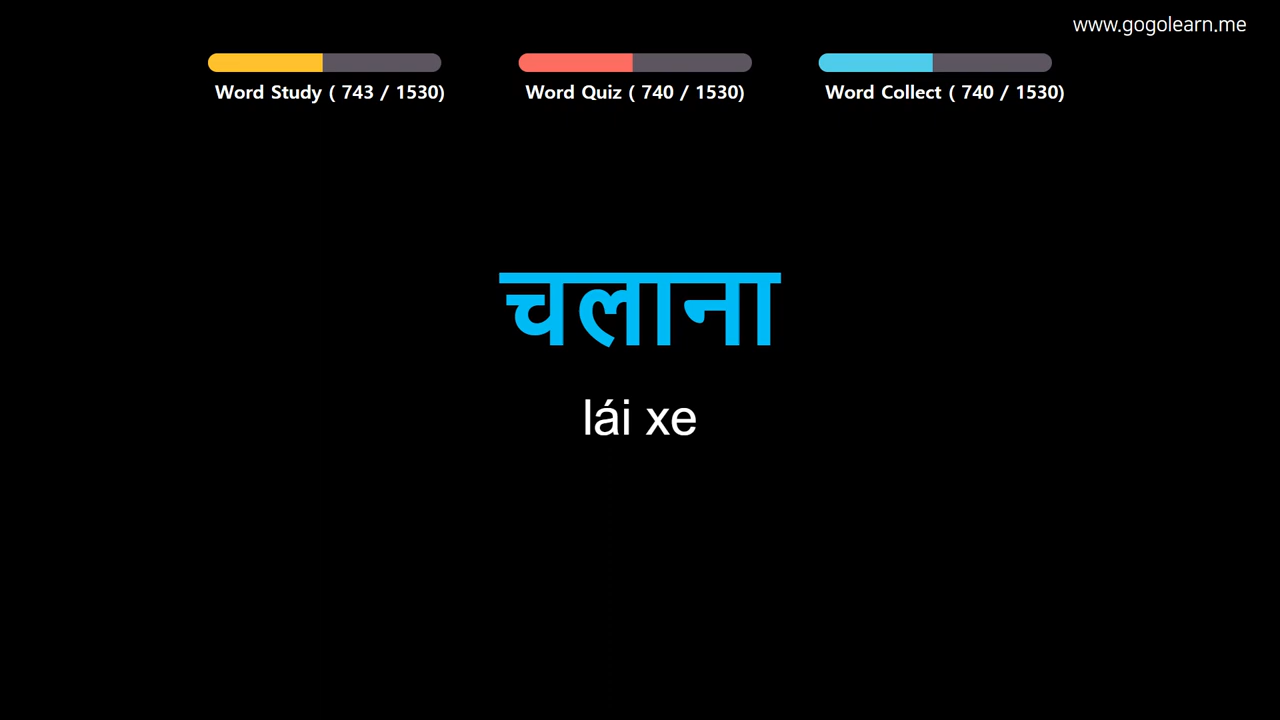 www.gogolearn.me
Word Study ( 743 / 1530)
Word Quiz ( 740 / 1530)
Word Collect ( 740 / 1530)
चलाना
lái xe